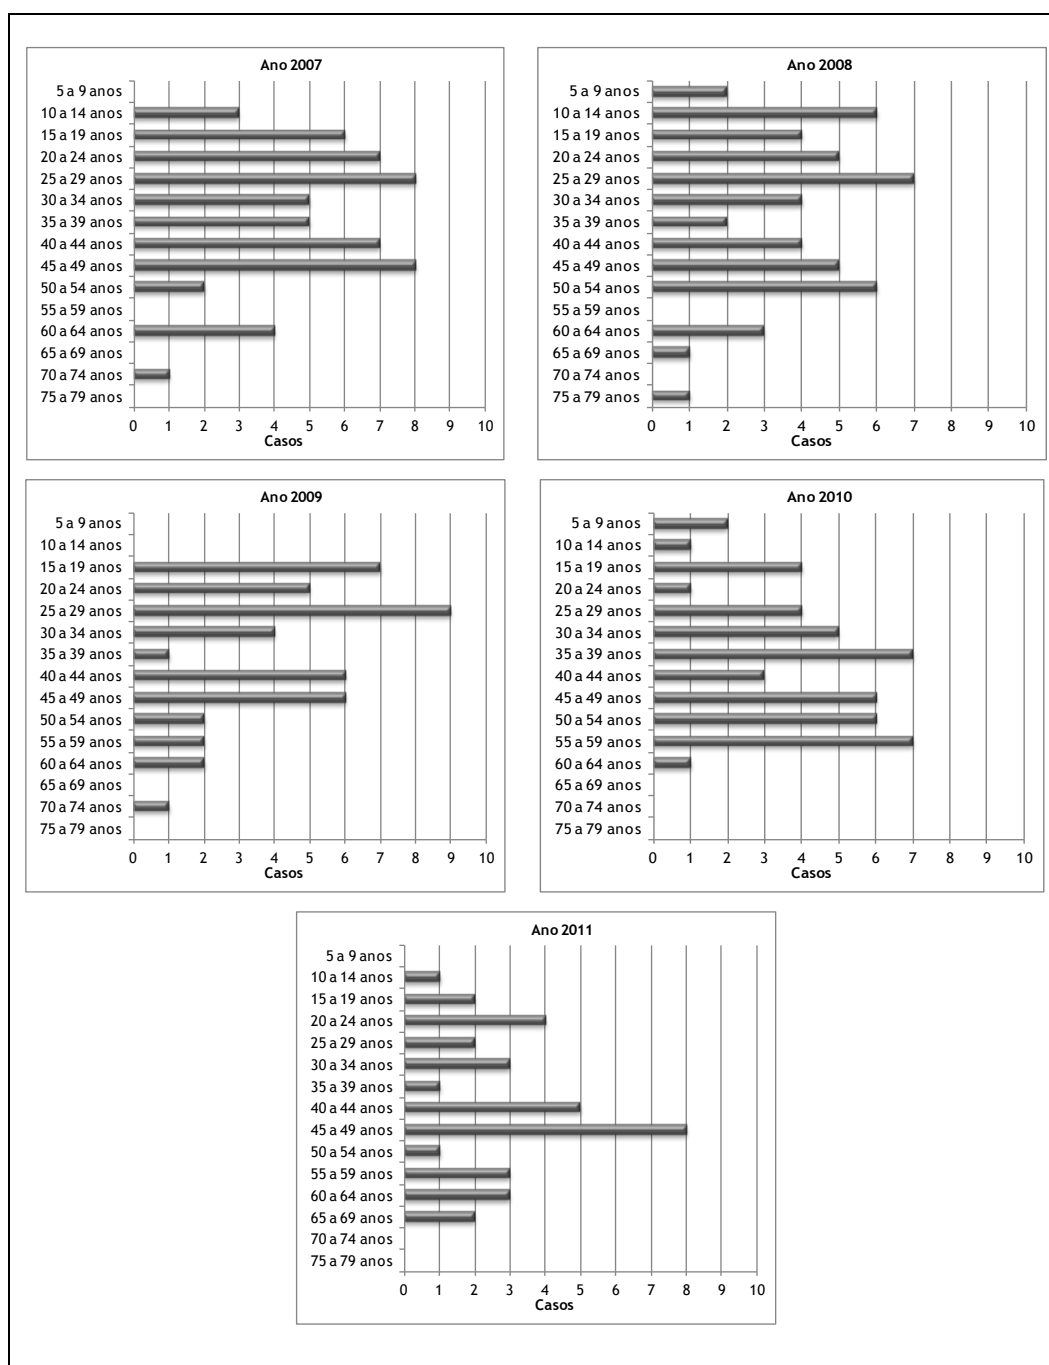 Ano 2007
5 a 9 anos
10 a 14 anos
15 a 19 anos
20 a 24 anos
25 a 29 anos
30 a 34 anos
35 a 39 anos
40 a 44 anos
45 a 49 anos
50 a 54 anos
55 a 59 anos
60 a 64 anos
65 a 69 anos
70 a 74 anos
75 a 79 anos
0 1 2 3 4 5 6 7 8 9 10
Casos
Ano 2008
5 a 9 anos
10 a 14 anos
15 a 19 anos
20 a 24 anos
25 a 29 anos
30 a 34 anos
35 a 39 anos
40 a 44 anos
45 a 49 anos
50 a 54 anos
55 a 59 anos
60 a 64 anos
65 a 69 anos
70 a 74 anos
75 a 79 anos
0 1 2 3 4 5 6 7 8 9 10
Casos
Ano 2009
5 a 9 anos
10 a 14 anos
15 a 19 anos
20 a 24 anos
25 a 29 anos
30 a 34 anos
35 a 39 anos
40 a 44 anos
45 a 49 anos
50 a 54 anos
55 a 59 anos
60 a 64 anos
65 a 69 anos
70 a 74 anos
75 a 79 anos
0 1 2 3 4 5 6 7 8 9 10
Casos
Ano 2010
5 a 9 anos
10 a 14 anos
15 a 19 anos
20 a 24 anos
25 a 29 anos
30 a 34 anos
35 a 39 anos
40 a 44 anos
45 a 49 anos
50 a 54 anos
55 a 59 anos
60 a 64 anos
65 a 69 anos
70 a 74 anos
75 a 79 anos
0 1 2 3 4 5 6 7 8 9 10
Casos
Ano 2011
5 a 9 anos
10 a 14 anos
15 a 19 anos
20 a 24 anos
25 a 29 anos
30 a 34 anos
35 a 39 anos
40 a 44 anos
45 a 49 anos
50 a 54 anos
55 a 59 anos
60 a 64 anos
65 a 69 anos
70 a 74 anos
75 a 79 anos
0 1 2 3 4 5 6 7 8 9 10
Casos